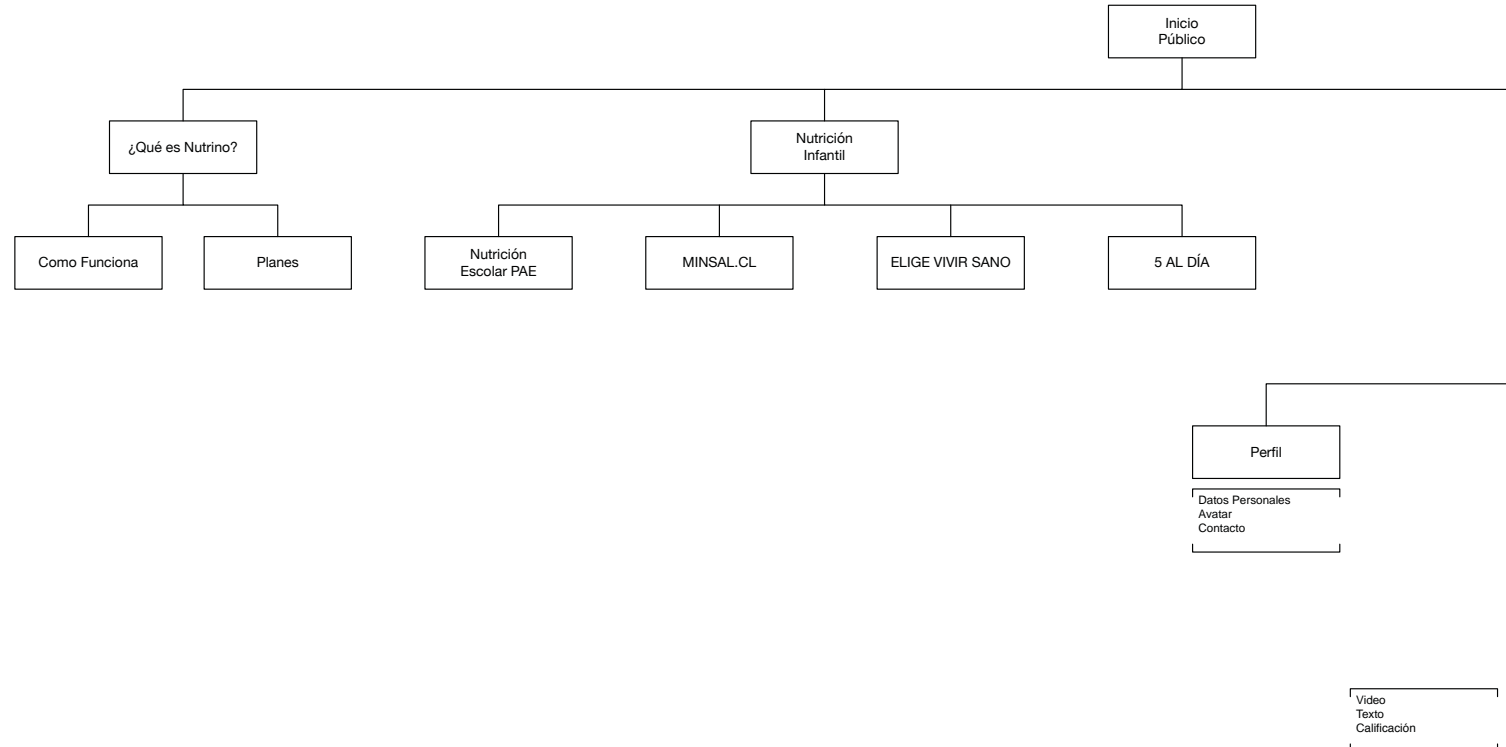 Inicio
Público
¿Qué es Nutrino?
Nutrición
Infantil
Como Funciona
Planes
Nutrición
Escolar PAE
MINSAL.CL
ELIGE VIVIR SANO
5 AL DÍA
Perfil
Datos Personales
Avatar
Contacto
Video
Texto
Calificación